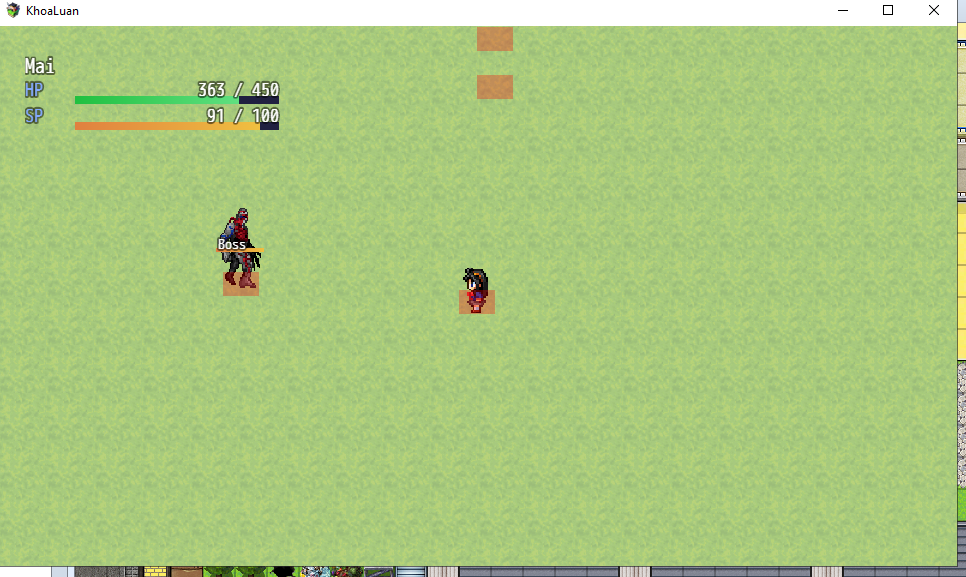 KhoaLuan
Mai
HP 363 / 450
SP 91 / 100
Boss